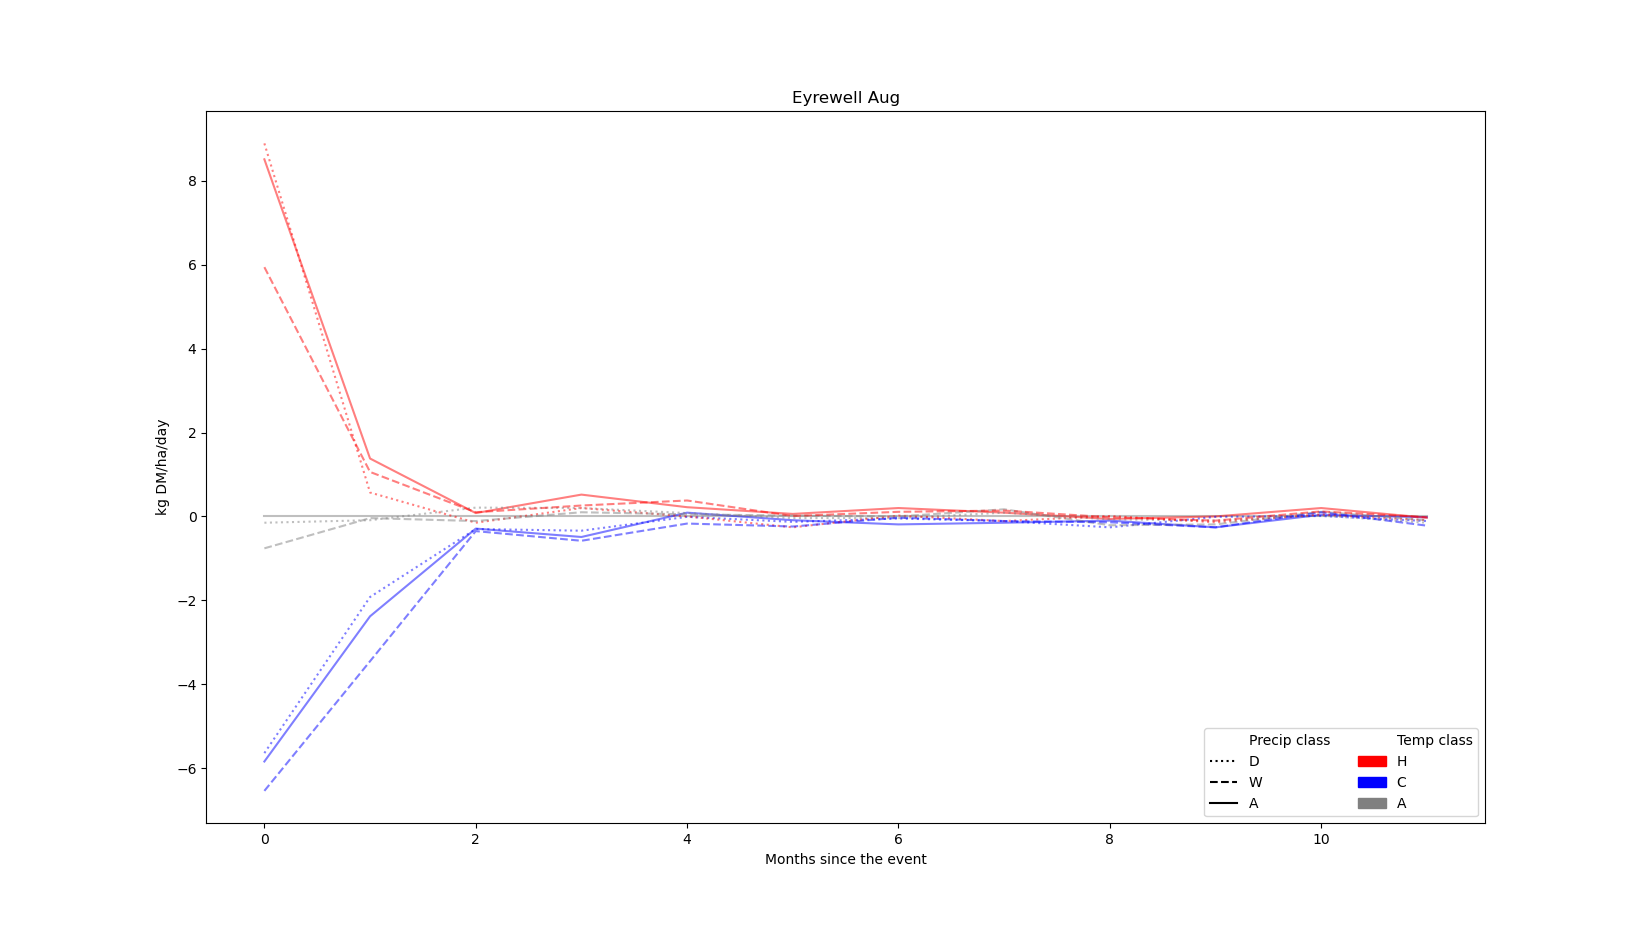 Eyrewell Aug
kg DM/ha/day
8
6
4
2
0
−2
−4
−6
0 2 4 6 8 10
Months since the event
Precip class Temp class
D H
W C
A A